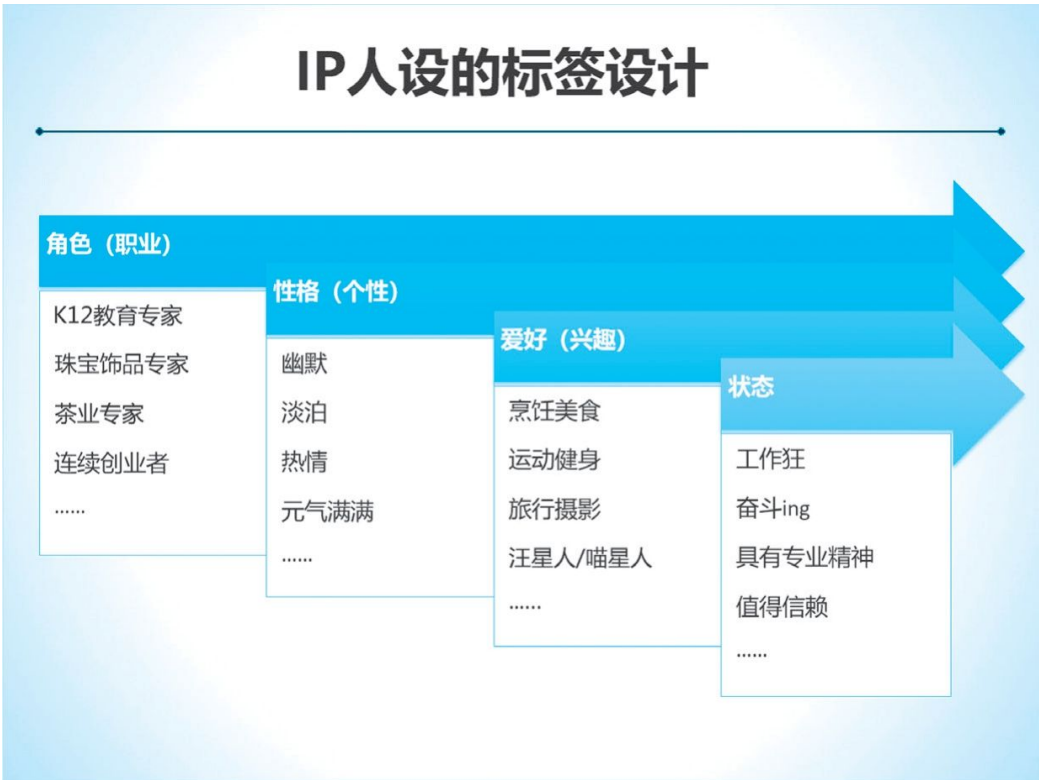 IP人设的标签设计
角色（职业）
K12教育专家
珠宝饰品专家
茶业专家
连续创业者
......
性格（个性）
幽默
淡泊
热情
元气满满
......
爱好（兴趣）
烹饪美食
运动健身
旅行摄影
汪星人/喵星人
......
状态
工作狂
奋斗ing
具有专业精神
值得信赖
......